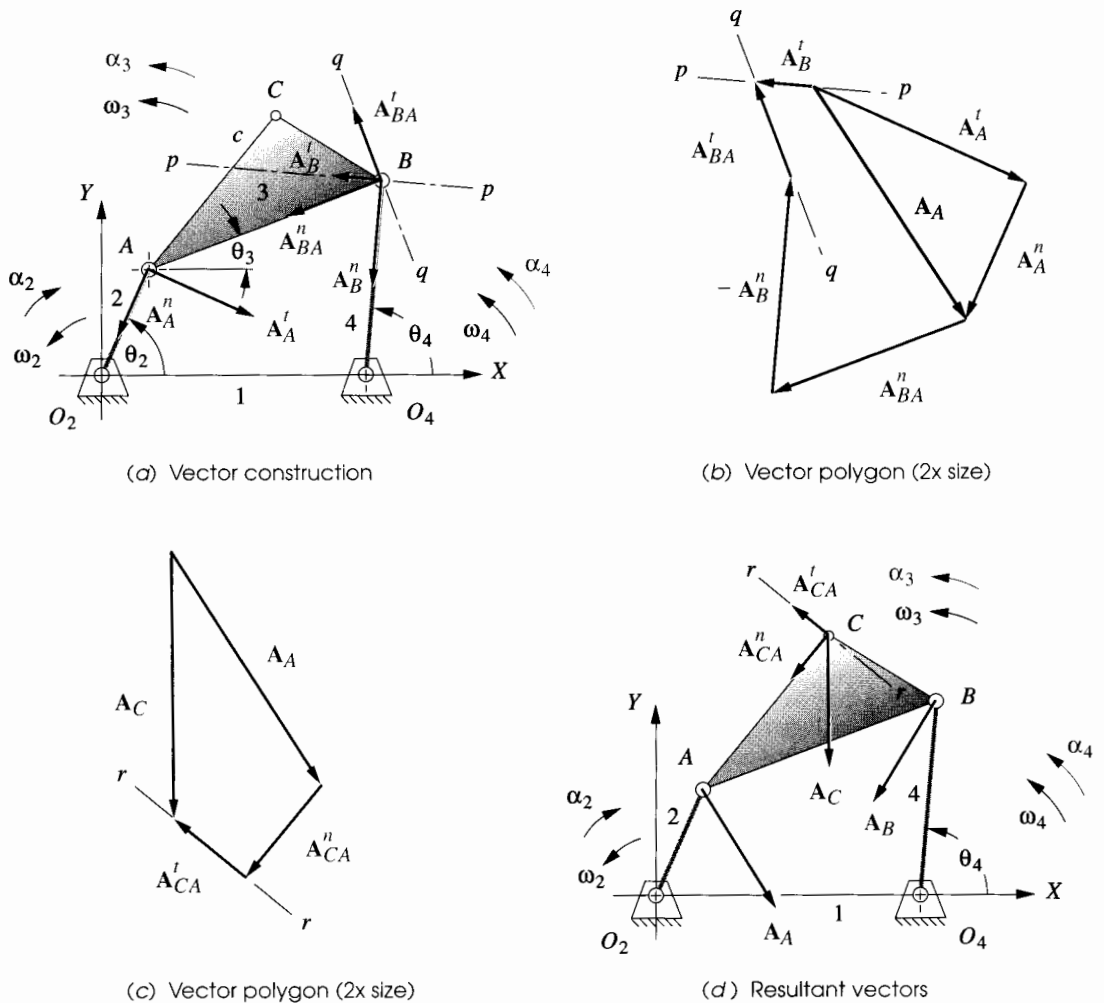 α₃
ω₃
q
C
A^t_BA
c
p
A^t_B
B
3
p
Y
A
A^n_BA
θ₃
q
α₂
2
A^n_A
A^t_A
A^n_B
α₄
ω₂
θ₂
4
θ₄
ω₄
X
O₂
1
O₄
(a) Vector construction
q
A^t_B
p
p
A^t_A
A^t_BA
A_A
q
A^n_A
– A^n_B
A^n_BA
(b) Vector polygon (2x size)
A_A
A_C
r
A^t_CA
A^n_CA
r
(c) Vector polygon (2x size)
r
A^t_CA
α₃
C
ω₃
A^n_CA
r
Y
B
A
α₂
2
A_C
4
A_B
α₄
ω₄
ω₂
θ₄
X
O₂
A_A
1
O₄
(d) Resultant vectors